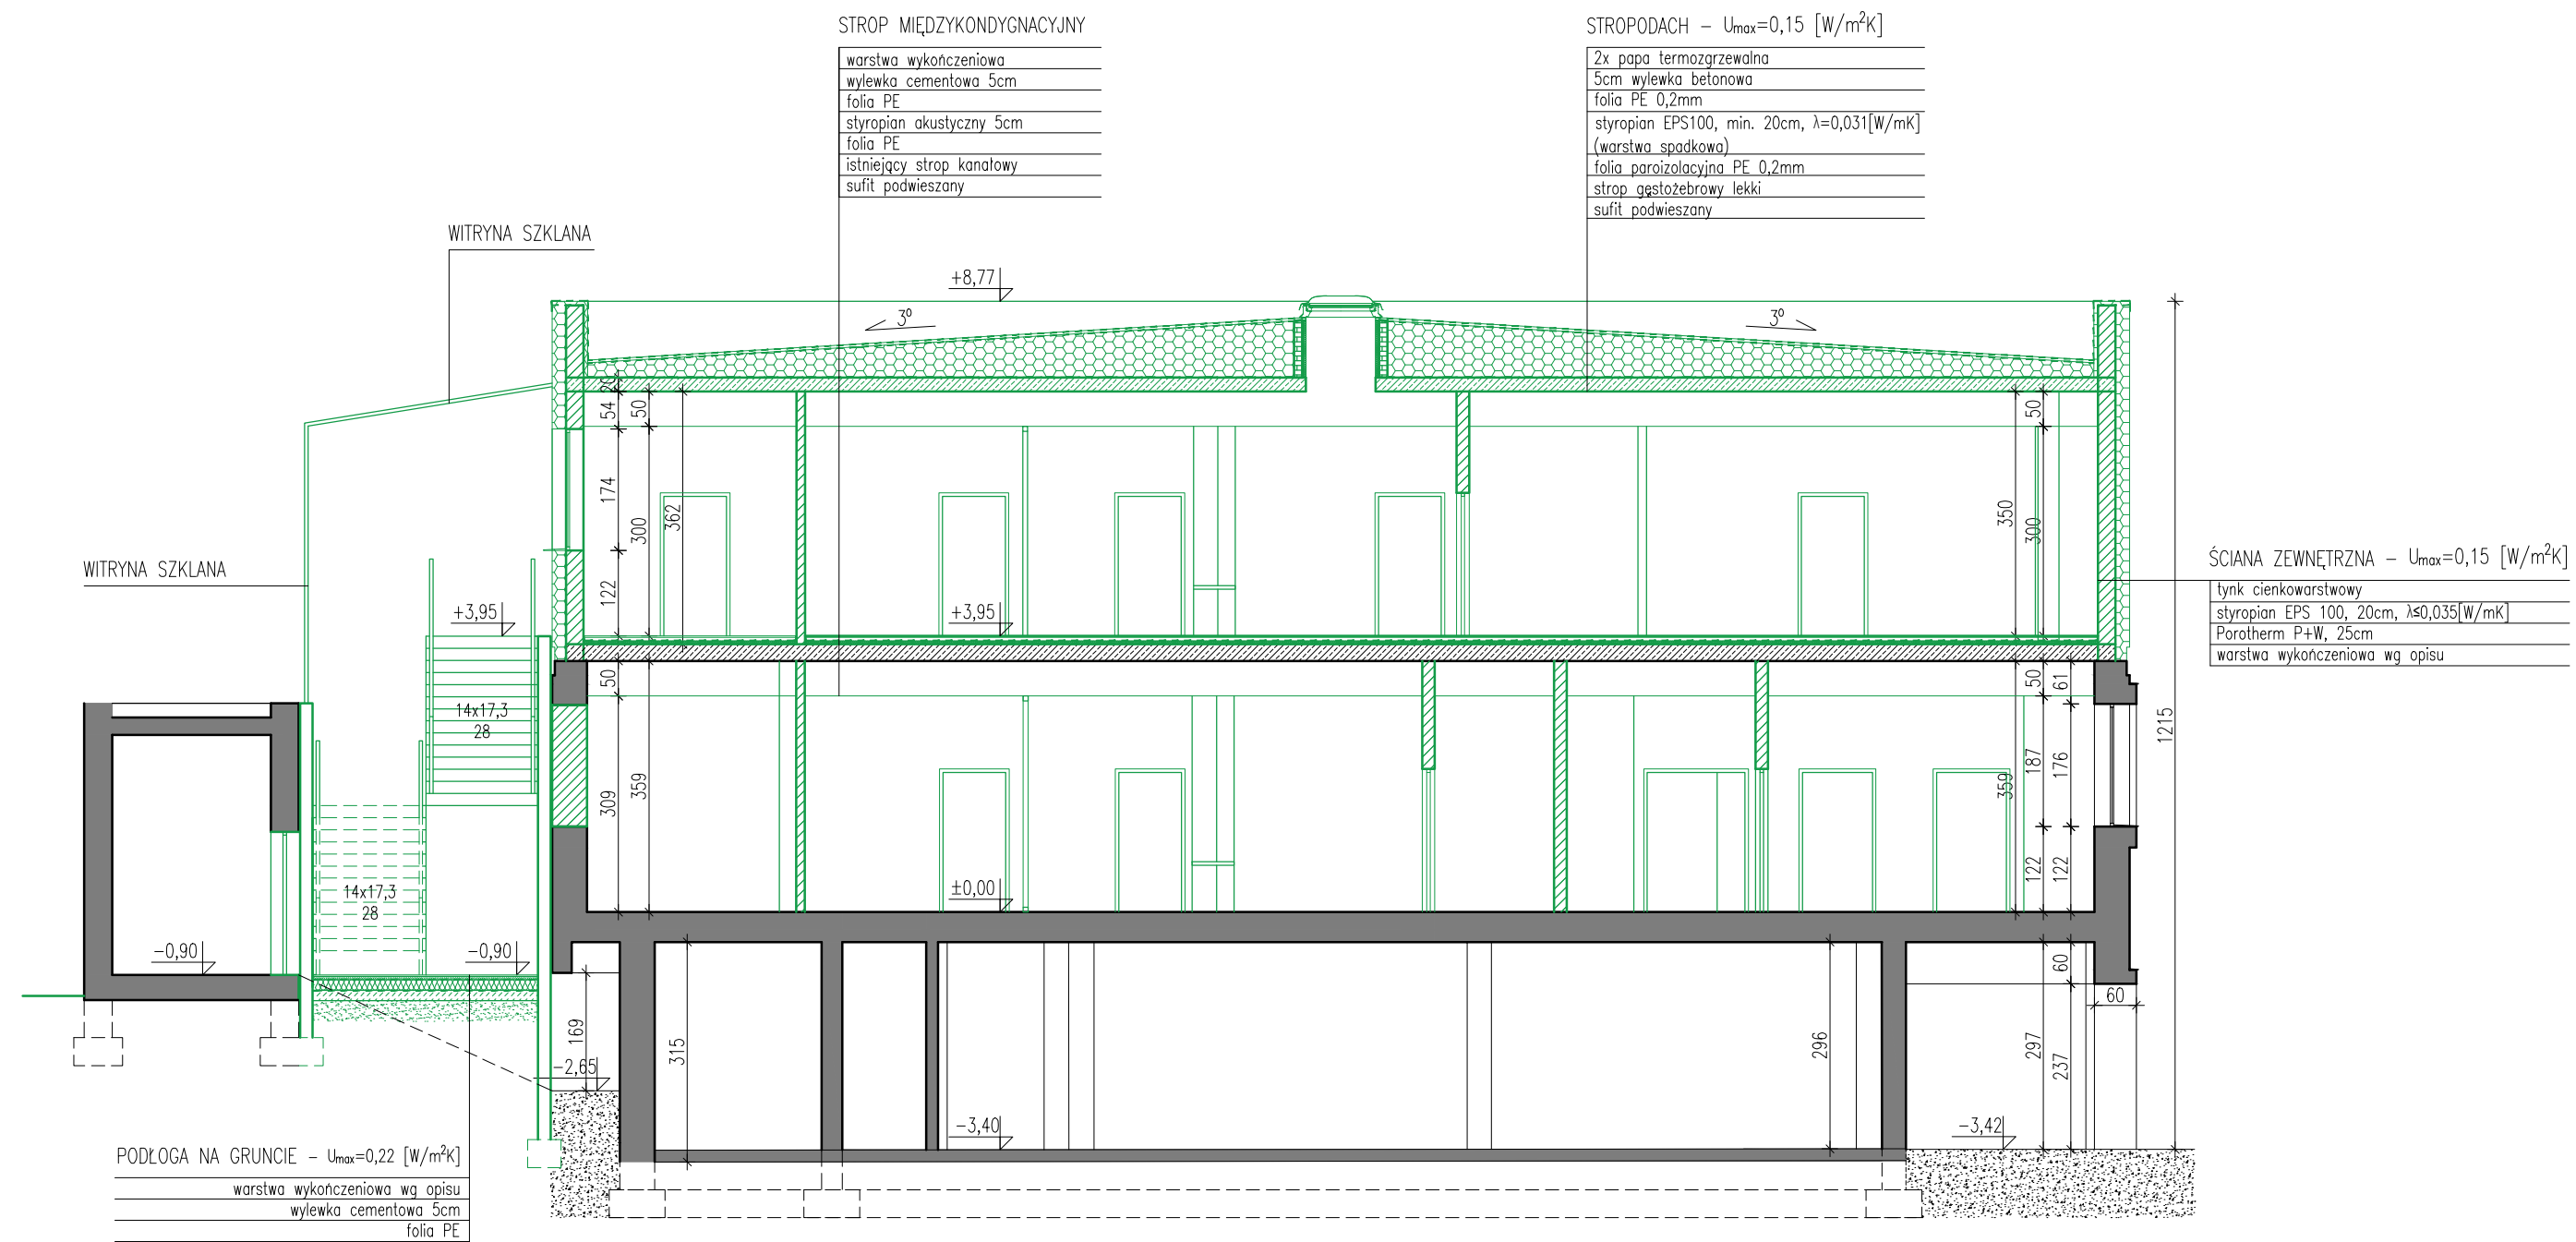 STROP MIĘDZYKONDYGNACYJNY
warstwa wykończeniowa
wylewka cementowa 5cm
folia PE
styropian akustyczny 5cm
folia PE
istniejący strop kanałowy
sufit podwieszany
STROPODACH – Umax=0,15 [W/m²K]
2x papa termozgrzewalna
5cm wylewka betonowa
folia PE 0,2mm
styropian EPS100, min. 20cm, λ=0,031[W/mK]
(warstwa spadkowa)
folia paroizolacyjna PE 0,2mm
strop gęstożebrowy lekki
sufit podwieszany
WITRYNA SZKLANA
+8,77
3°
3°
20
54
50
174
300
362
122
350
50
300
WITRYNA SZKLANA
+3,95
+3,95
ŚCIANA ZEWNĘTRZNA – Umax=0,15 [W/m²K]
tynk cienkowarstwowy
styropian EPS 100, 20cm, λ≤0,035[W/mK]
Porotherm P+W, 25cm
warstwa wykończeniowa wg opisu
50
309
359
50
61
359
187
176
122
122
1215
14x17,3
28
14x17,3
28
±0,00
-0,90
-0,90
60
60
169
315
296
297
237
-2,65
-3,40
-3,42
PODŁOGA NA GRUNCIE – Umax=0,22 [W/m²K]
warstwa wykończeniowa wg opisu
wylewka cementowa 5cm
folia PE